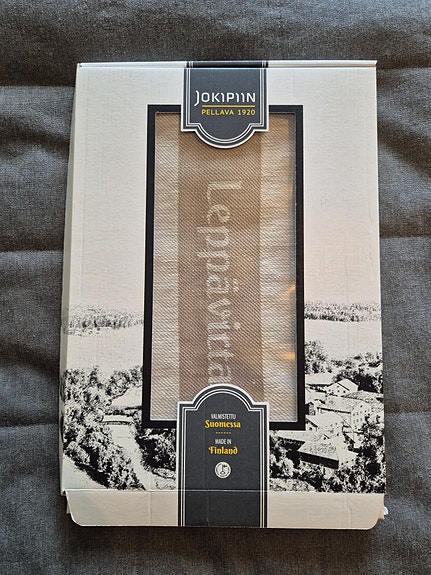 JOKIPIIN
PELLAVA 1920
Leppävirta
VALMISTETTU
Suomessa
MADE IN
Finland